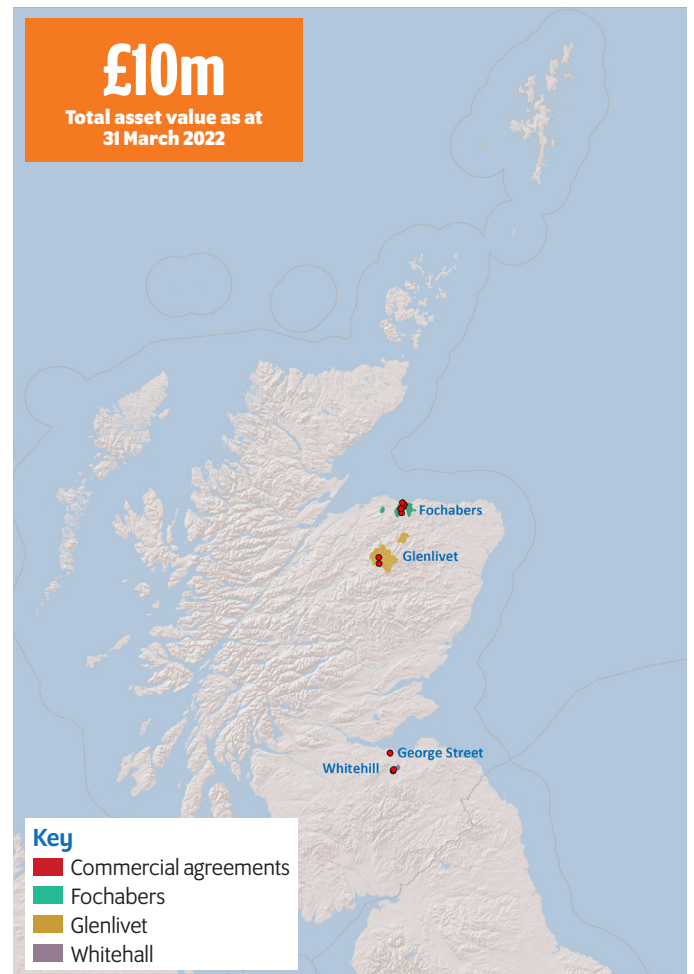 £10m
Total asset value as at
31 March 2022
Fochabers
Glenlivet
George Street
Whitehill
Key
Commercial agreements
Fochabers
Glenlivet
Whitehall